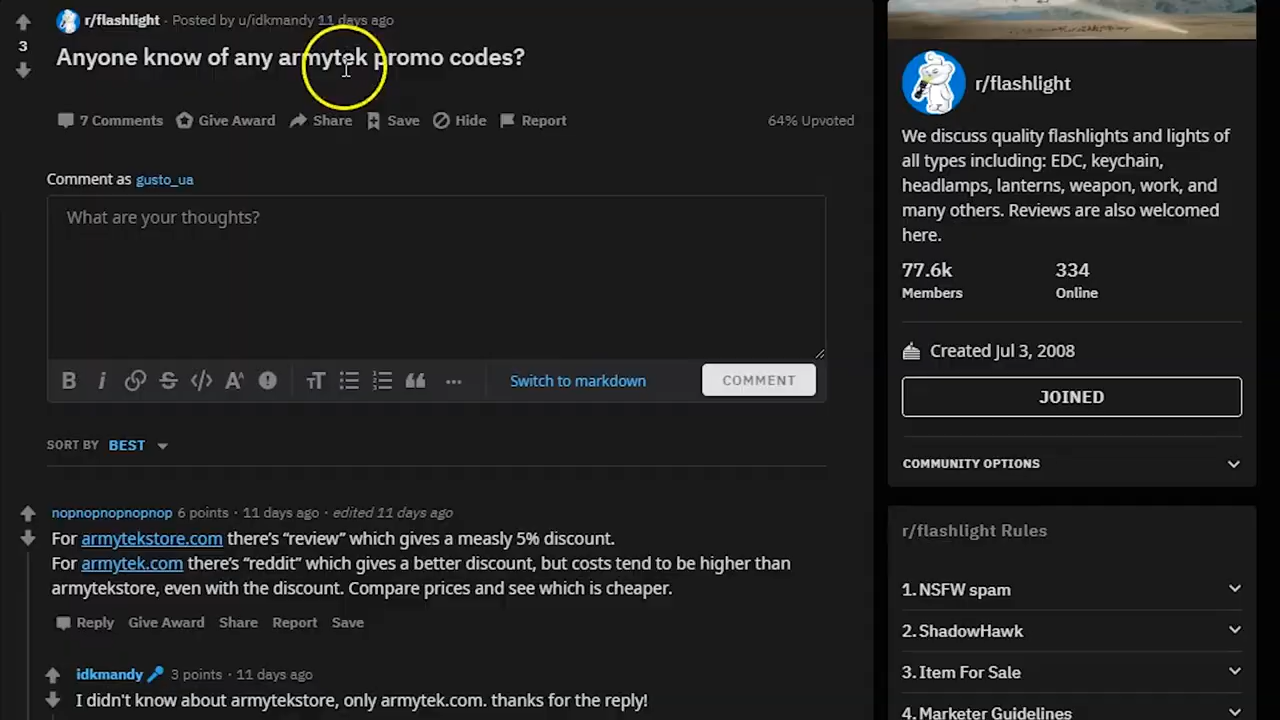 r/flashlight · Posted by u/idkmandy 11 days ago
3
Anyone know of any armytek promo codes?
7 Comments Give Award Share Save Hide Report 64% Upvoted
Comment as gusto_ua
What are your thoughts?
B i Switch to markdown COMMENT
SORT BY BEST
nopnopnopnopnop 6 points · 11 days ago · edited 11 days ago
For armytekstore.com there's “review” which gives a measly 5% discount.
For armytek.com there's “reddit” which gives a better discount, but costs tend to be higher than
armytekstore, even with the discount. Compare prices and see which is cheaper.
Reply Give Award Share Report Save
idkmandy 3 points · 11 days ago
I didn't know about armytekstore, only armytek.com. thanks for the reply!
r/flashlight
We discuss quality flashlights and lights of
all types including: EDC, keychain,
headlamps, lanterns, weapon, work, and
many others. Reviews are also welcomed
here.
77.6k 334
Members Online
Created Jul 3, 2008
JOINED
COMMUNITY OPTIONS
r/flashlight Rules
1. NSFW spam
2. ShadowHawk
3. Item For Sale
4. Marketer Guidelines